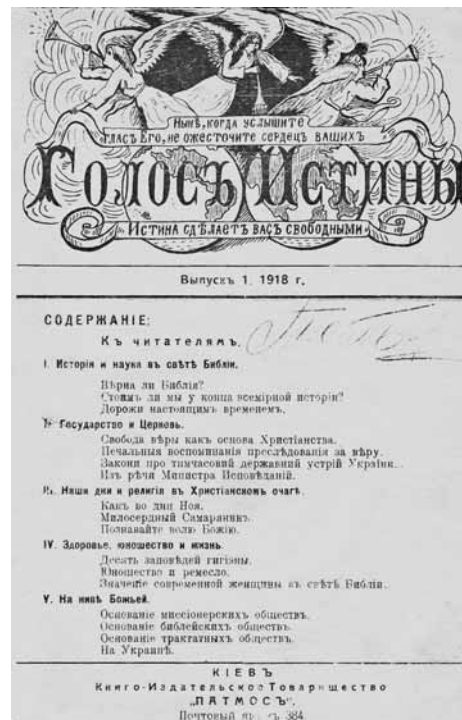 Нынѣ, когда услышите
гласъ Его, не ожесточите сердецъ вашихъ
Голосъ Истины
Истина сдѣлаетъ васъ свободными
Выпускъ 1. 1918 г.
СОДЕРЖАНІЕ:
Къ читателямъ.
I. Исторія и наука въ свѣтѣ Библіи.
Вѣрна ли Библія?
Стоимъ ли мы у конца всемірной исторіи?
Дорожи настоящимъ временемъ.
Государство и Церковь.
Свобода вѣры какъ основа Христіанства.
Печальныя воспоминанія преслѣдованія за вѣру.
Закони про тимчасовий державний устрій України.
Изъ рѣчи Министра Исповѣданій.
III. Наши дни и религія въ Христіанскомъ очагѣ.
Какъ во дни Ноя.
Милосердный Самарянинъ.
Познавайте волю Божію.
IV. Здоровье, юношество и жизнь.
Десять заповѣдей гигіены.
Юношество и ремесло.
Значеніе современной женщины въ свѣтѣ Библіи.
V. На нивѣ Божьей.
Основаніе миссіонерскихъ обществъ.
Основаніе библейскихъ обществъ.
Основаніе трактатныхъ обществъ.
На Украинѣ.
КІЕВЪ
Книго-Издательское Товарищество
„ПАТМОСЪ".
Почтовый 384.